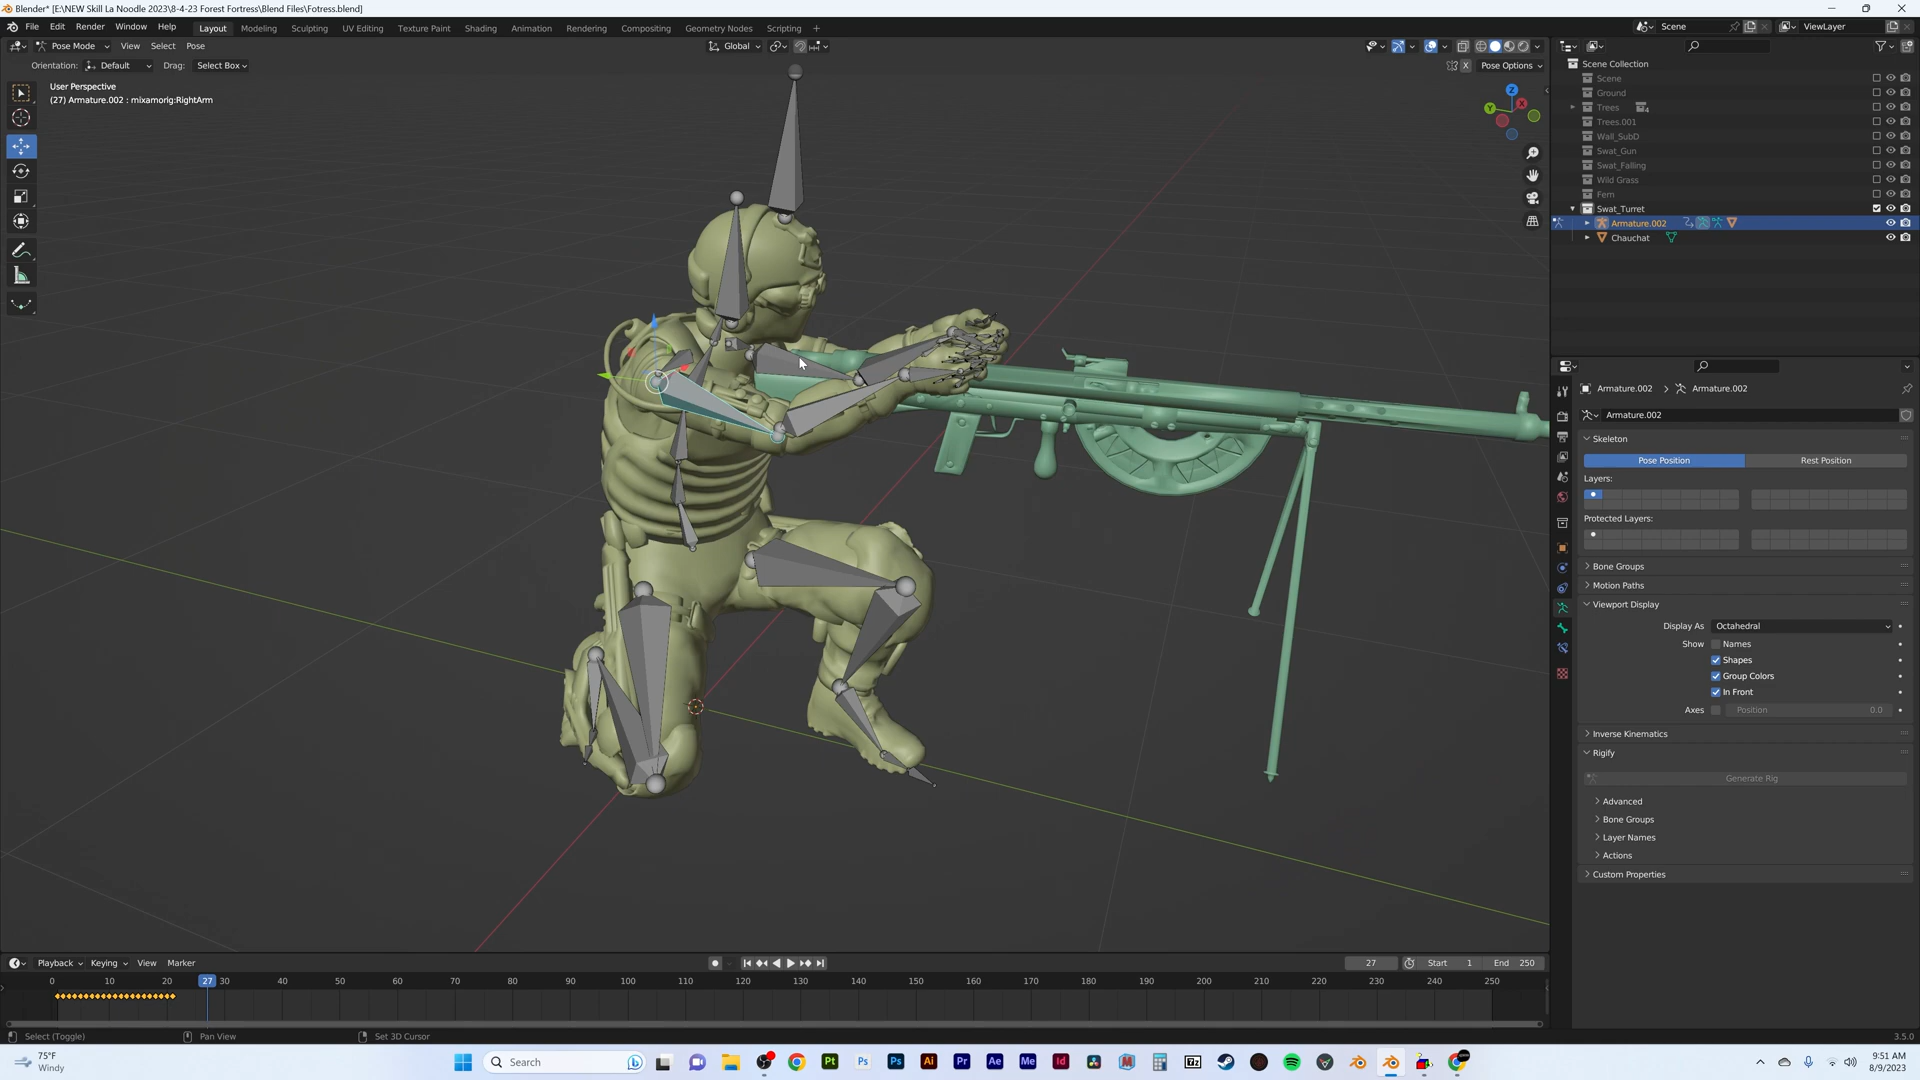 Blender* [E:\NEW Skill La Noodle 2023\8-4-23 Forest Fortress\Blend Files\Fotress.blend]
File Edit Render Window Help Layout Modeling Sculpting UV Editing Texture Paint Shading Animation Rendering Compositing Geometry Nodes Scripting + Scene ViewLayer
Pose Mode View Select Pose Global
Orientation: Default Drag: Select Box X Pose Options
User Perspective
(27) Armature.002 : mixamorig:RightArm
Z
Y
X
Scene Collection
Scene
Ground
Trees 4
Trees.001
Wall_SubD
Swat_Gun
Swat_Falling
Wild Grass
Fern
Swat_Turret
Armature.002
Chauchat
Armature.002 > Armature.002
Armature.002
Skeleton
Pose Position Rest Position
Layers:
Protected Layers:
Bone Groups
Motion Paths
Viewport Display
Display As Octahedral
Show Names
Shapes
Group Colors
In Front
Axes Position 0.0
Inverse Kinematics
Rigify
Generate Rig
Advanced
Bone Groups
Layer Names
Actions
Custom Properties
Playback Keying View Marker 27 Start 1 End 250
0 10 20 27 30 40 50 60 70 80 90 100 110 120 130 140 150 160 170 180 190 200 210 220 230 240 250
Select (Toggle) Pan View Set 3D Cursor 3.5.0
75°F
Windy
Search
Pt Ps Ps Ai Pr Ae Me Id
9:51 AM
8/9/2023